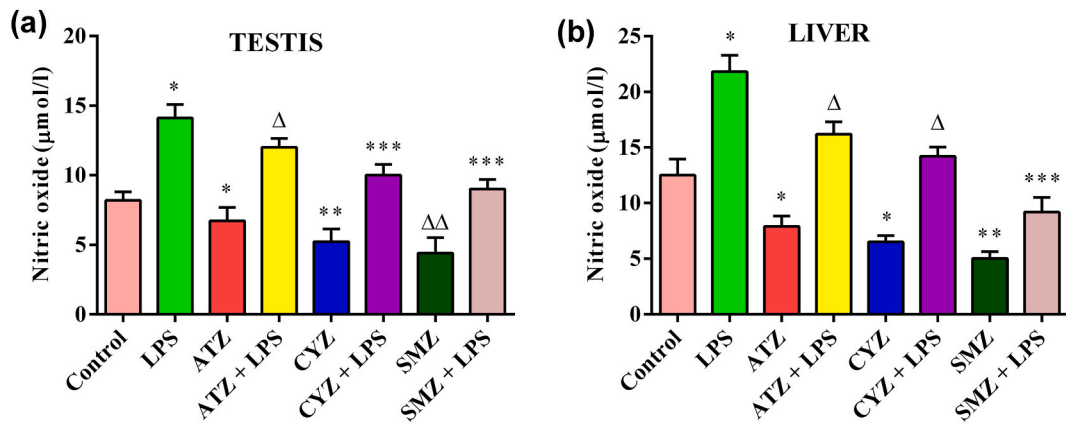 (a)
TESTIS
Nitric oxide (μmol/l)
20
15
10
5
0
*
*
Δ
**
***
ΔΔ
***
Control
LPS
ATZ
ATZ + LPS
CYZ
CYZ + LPS
SMZ
SMZ + LPS
(b)
LIVER
Nitric oxide (μmol/l)
25
20
15
10
5
0
*
*
Δ
*
Δ
**
***
Control
LPS
ATZ
ATZ + LPS
CYZ
CYZ + LPS
SMZ
SMZ + LPS